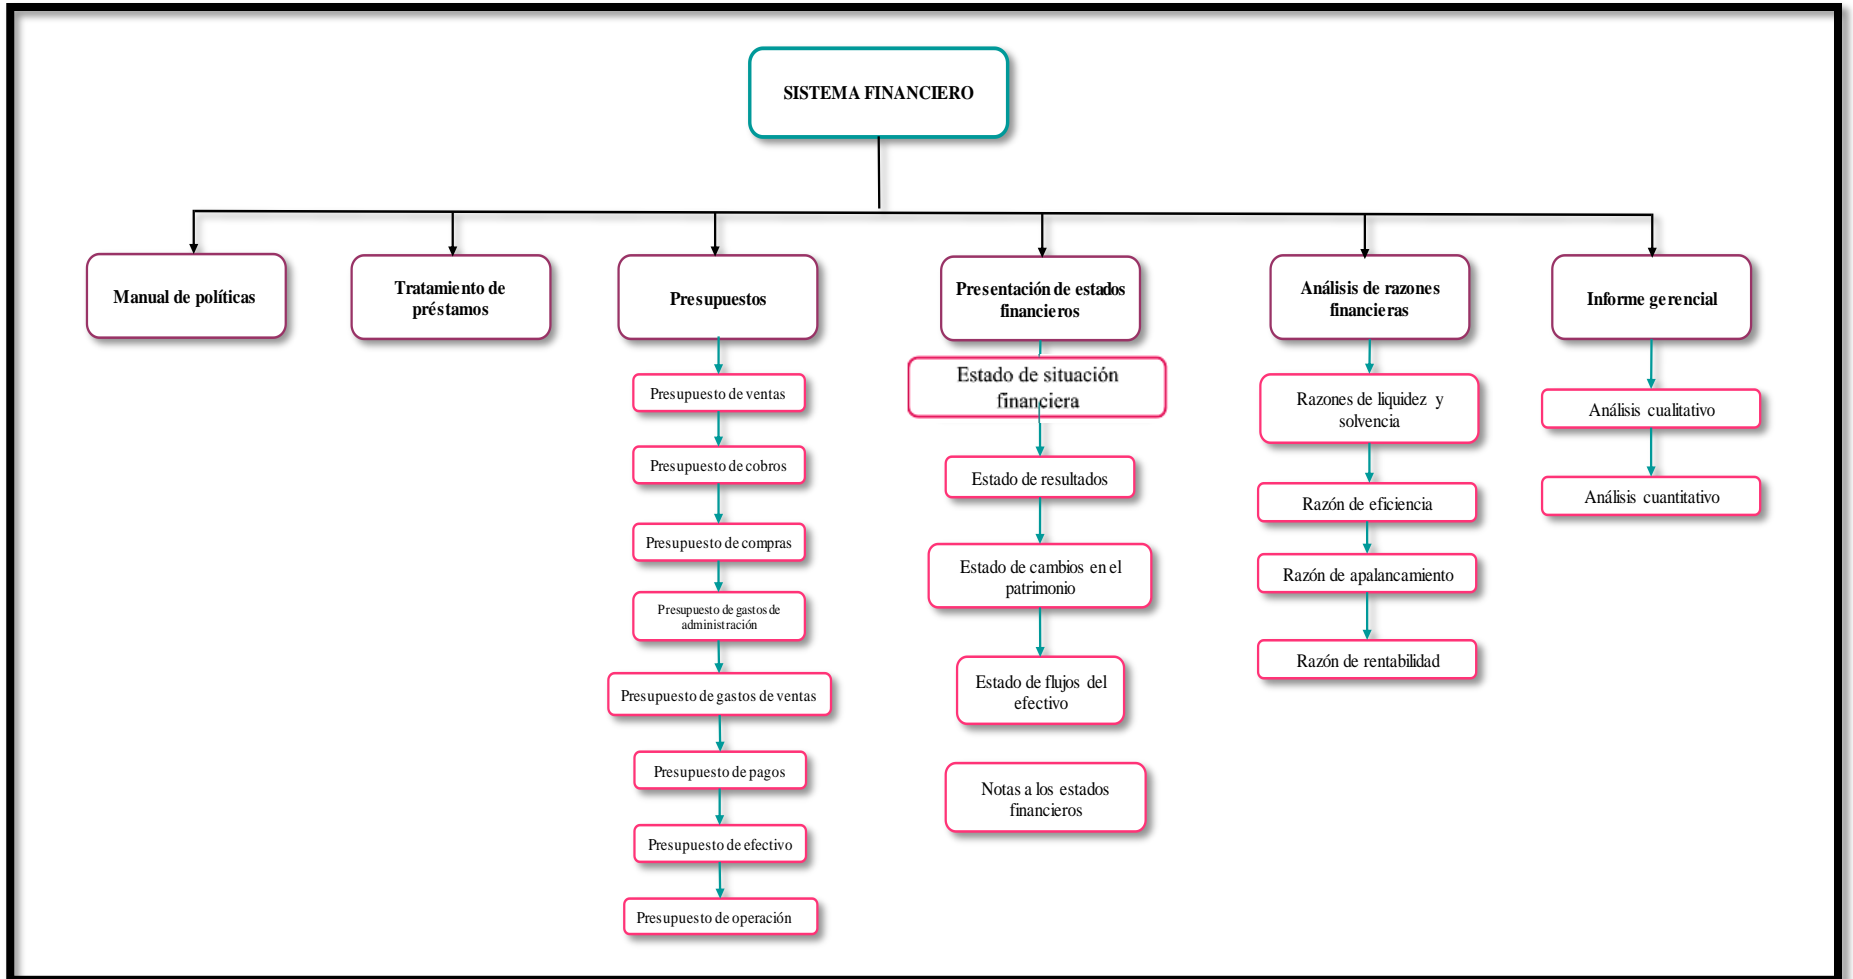 SISTEMA FINANCIERO
Manual de políticas
Tratamiento de
préstamos
Presupuestos
Presentación de estados
financieros
Análisis de razones
financieras
Informe gerencial
Presupuesto de ventas
Presupuesto de cobros
Presupuesto de compras
Presupuesto de gastos de
administración
Presupuesto de gastos de ventas
Presupuesto de pagos
Presupuesto de efectivo
Presupuesto de operación
Estado de situación
financiera
Estado de resultados
Estado de cambios en el
patrimonio
Estado de flujos del
efectivo
Notas a los estados
financieros
Razones de liquidez y
solvencia
Razón de eficiencia
Razón de apalancamiento
Razón de rentabilidad
Análisis cualitativo
Análisis cuantitativo